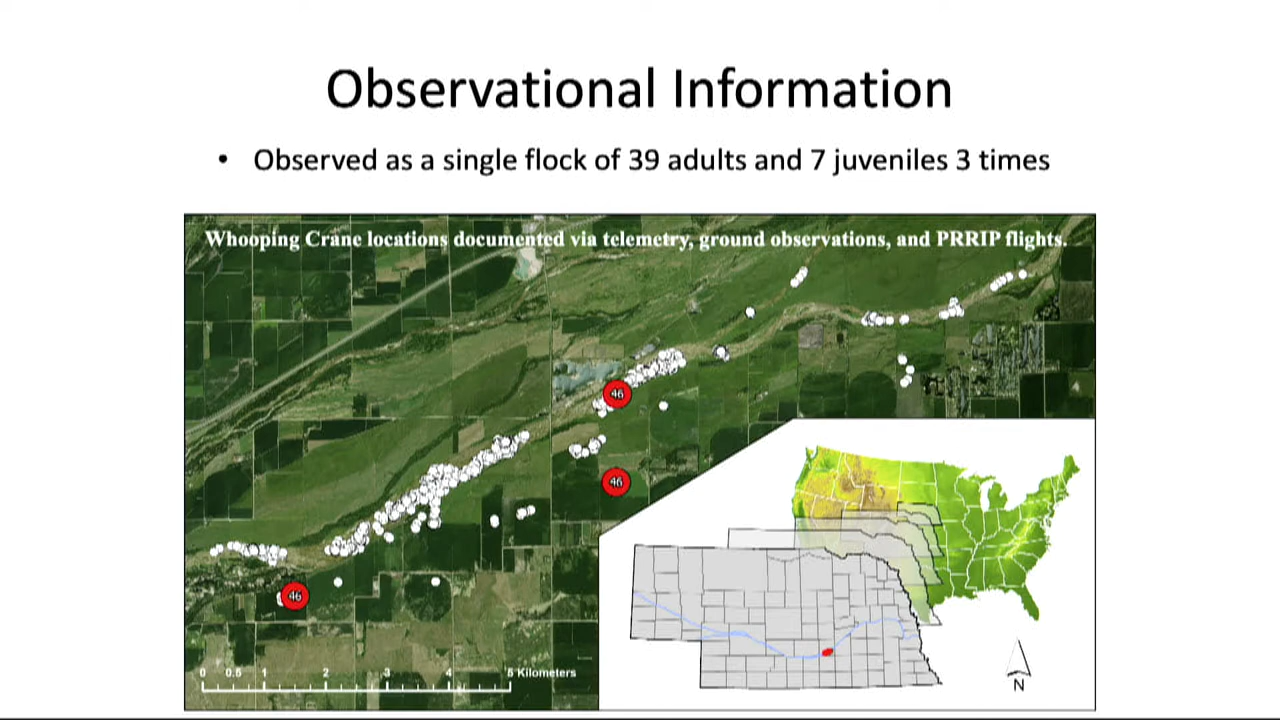 Observational Information
• Observed as a single flock of 39 adults and 7 juveniles 3 times
Whooping Crane locations documented via telemetry, ground observations, and PRRIP flights.
46
46
46
0 0.5 1 2 3 4 5 Kilometers
N